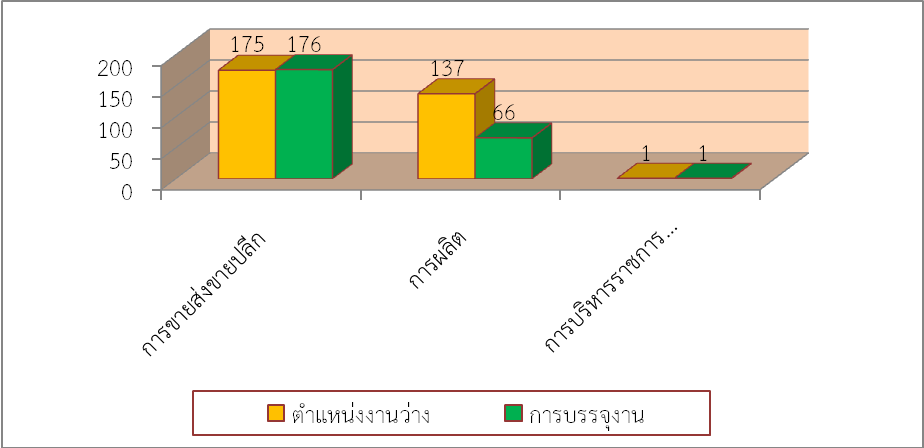 175 176
137
66
1 1
200
150
100
50
0
การขายส่งขายปลีก
การผลิต
การบริหารราชการ...
ตำแหน่งงานว่าง การบรรจุงาน